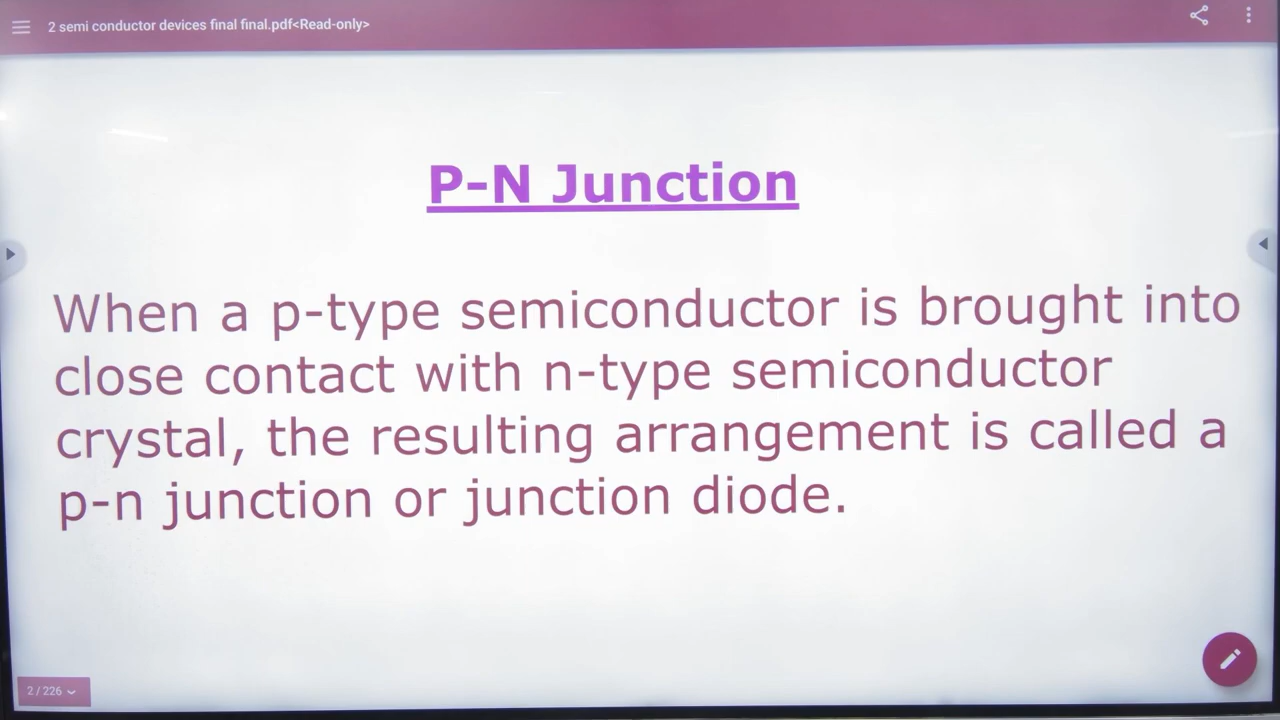 2 semi conductor devices final final.pdf<Read-only>
P-N Junction
When a p-type semiconductor is brought into
close contact with n-type semiconductor
crystal, the resulting arrangement is called a
p-n junction or junction diode.
2 / 226